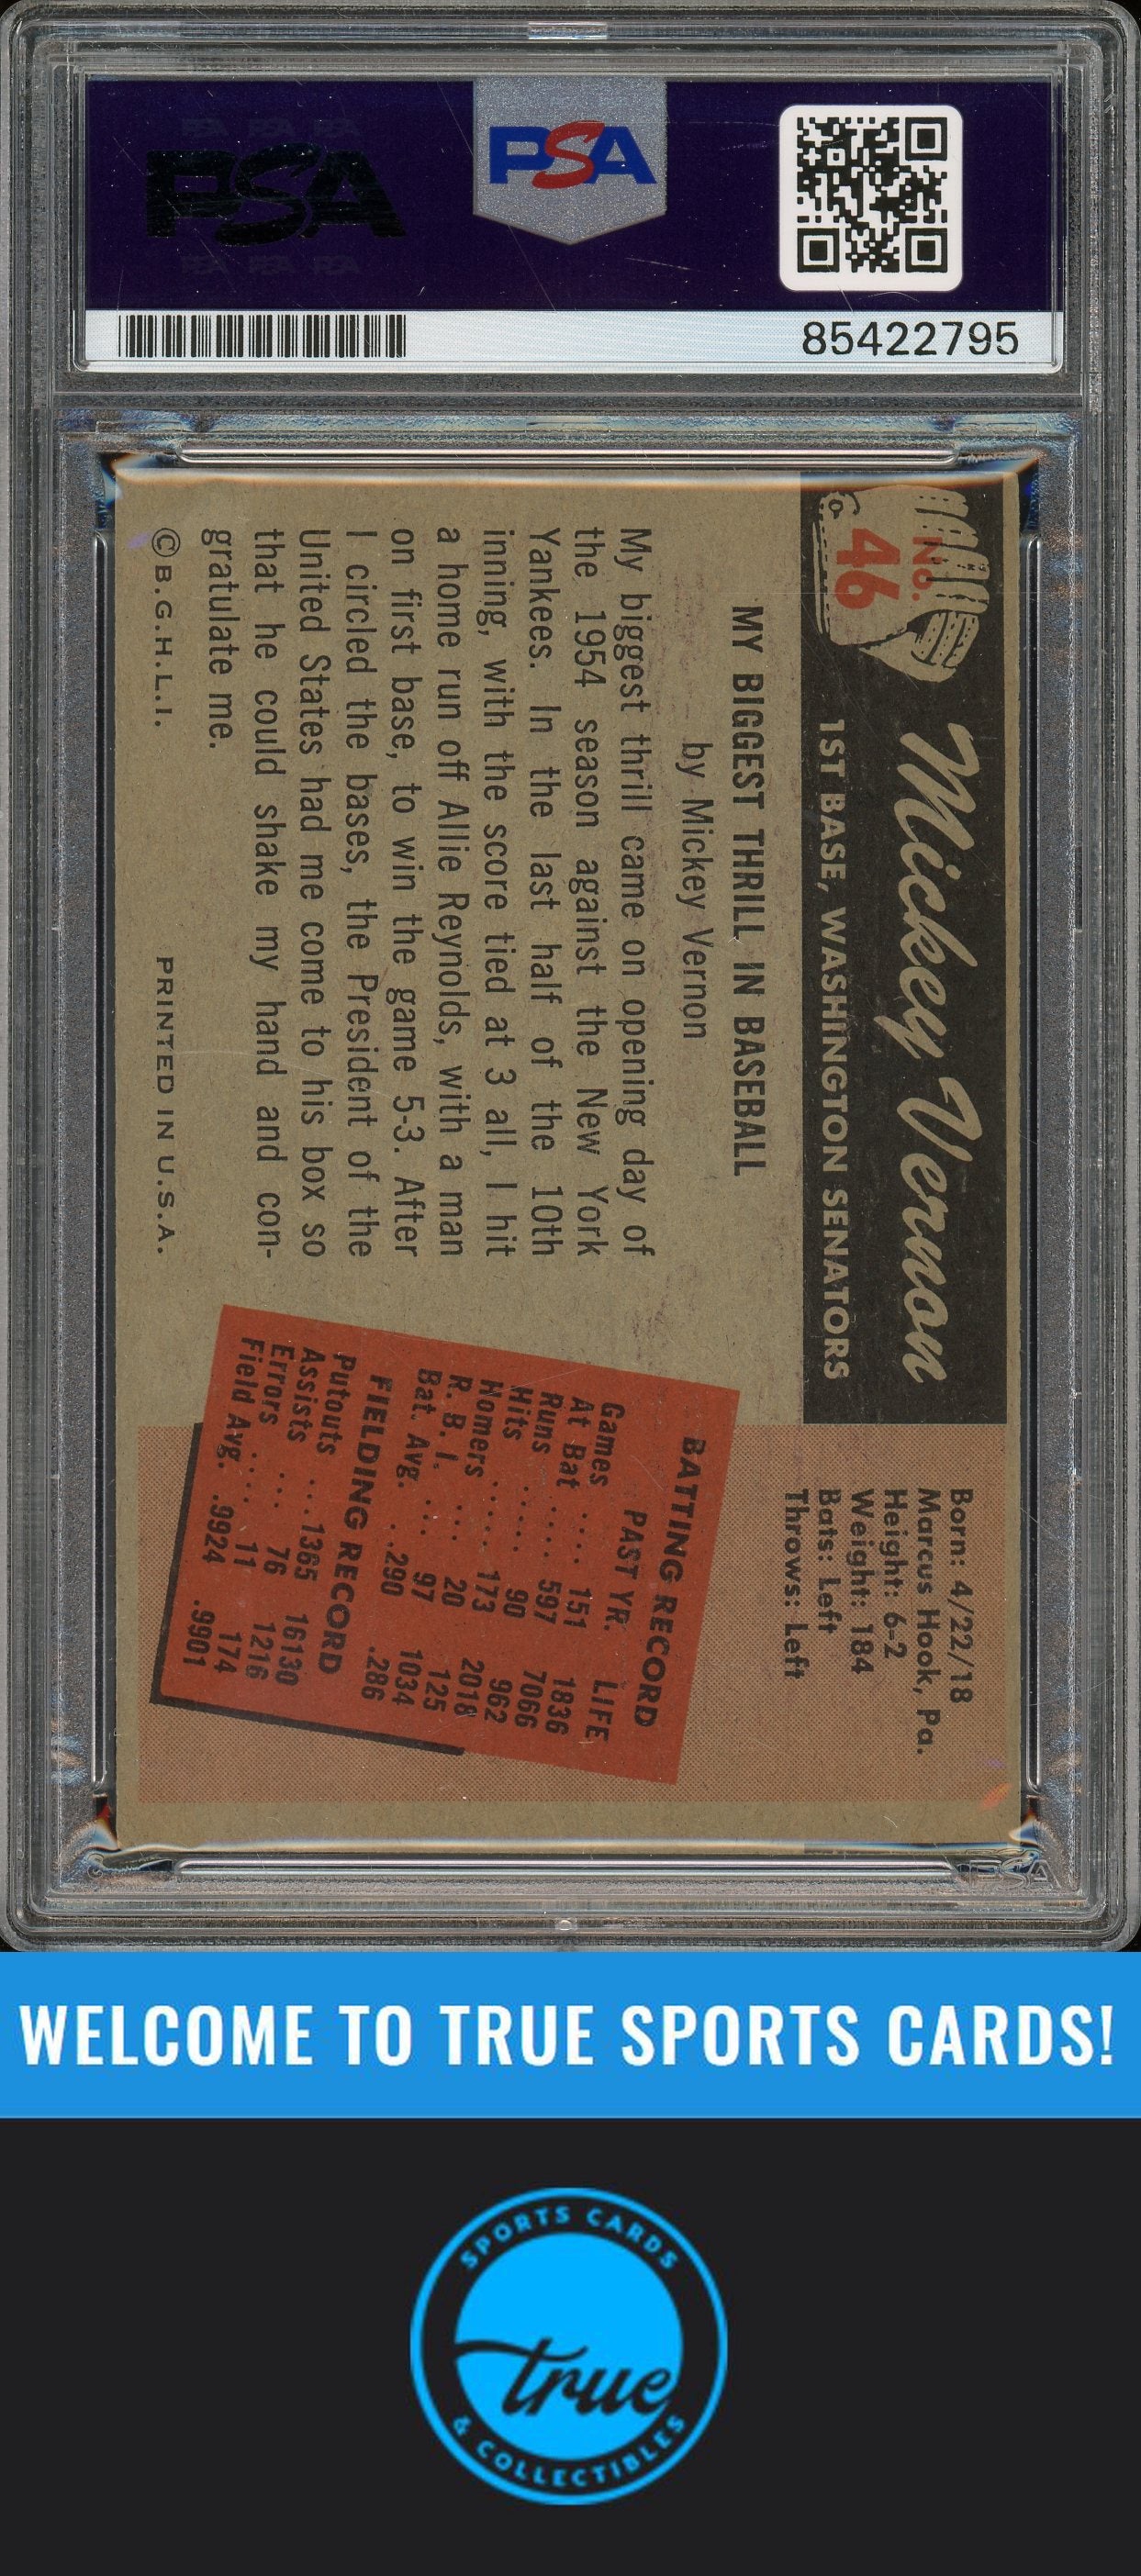 PSA
PSA
85422795
NO.
46
Mickey Vernon
1ST BASE, WASHINGTON SENATORS
Born: 4/22/18
Marcus Hook, Pa.
Height: 6-2
Weight: 184
Bats: Left
Throws: Left
MY BIGGEST THRILL IN BASEBALL
by Mickey Vernon
My biggest thrill came on opening day of
the 1954 season against the New York
Yankees. In the last half of the 10th
inning, with the score tied at 3 all, I hit
a home run off Allie Reynolds, with a man
on first base, to win the game 5-3. After
I circled the bases, the President of the
United States had me come to his box so
that he could shake my hand and con-
gratulate me.
© B.G.H.L.I. PRINTED IN U.S.A.
BATTING RECORD
PAST YR. LIFE
Games .... 151 1836
At Bat ..... 597 7066
Runs ..... 90 962
Hits ..... 173 2018
Homers ... 20 125
R. B. I. ... 97 1034
Bat. Avg. .. .290 .286
FIELDING RECORD
Putouts ...1365 16130
Assists ... 76 1216
Errors .... 11 174
Field Avg. .9924 .9901
PSA
WELCOME TO TRUE SPORTS CARDS!
SPORTS CARDS
true
& COLLECTIBLES